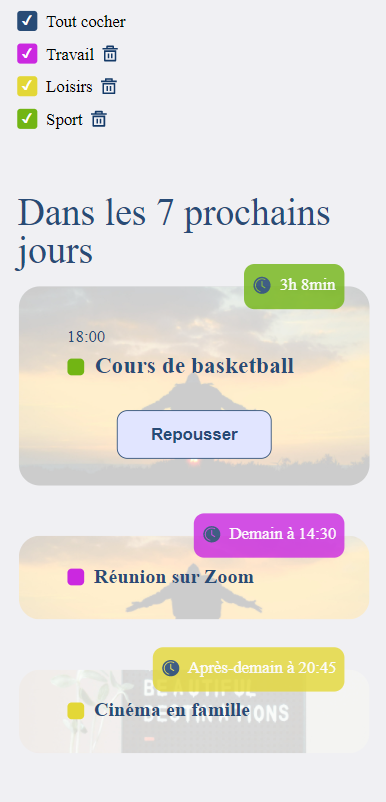 Tout cocher
Travail
Loisirs
Sport
Dans les 7 prochains
jours
3h 8min
18:00
Cours de basketball
Repousser
Demain à 14:30
Réunion sur Zoom
Après-demain à 20:45
BEAUTIFUL
DESTINATIONS
Cinéma en famille